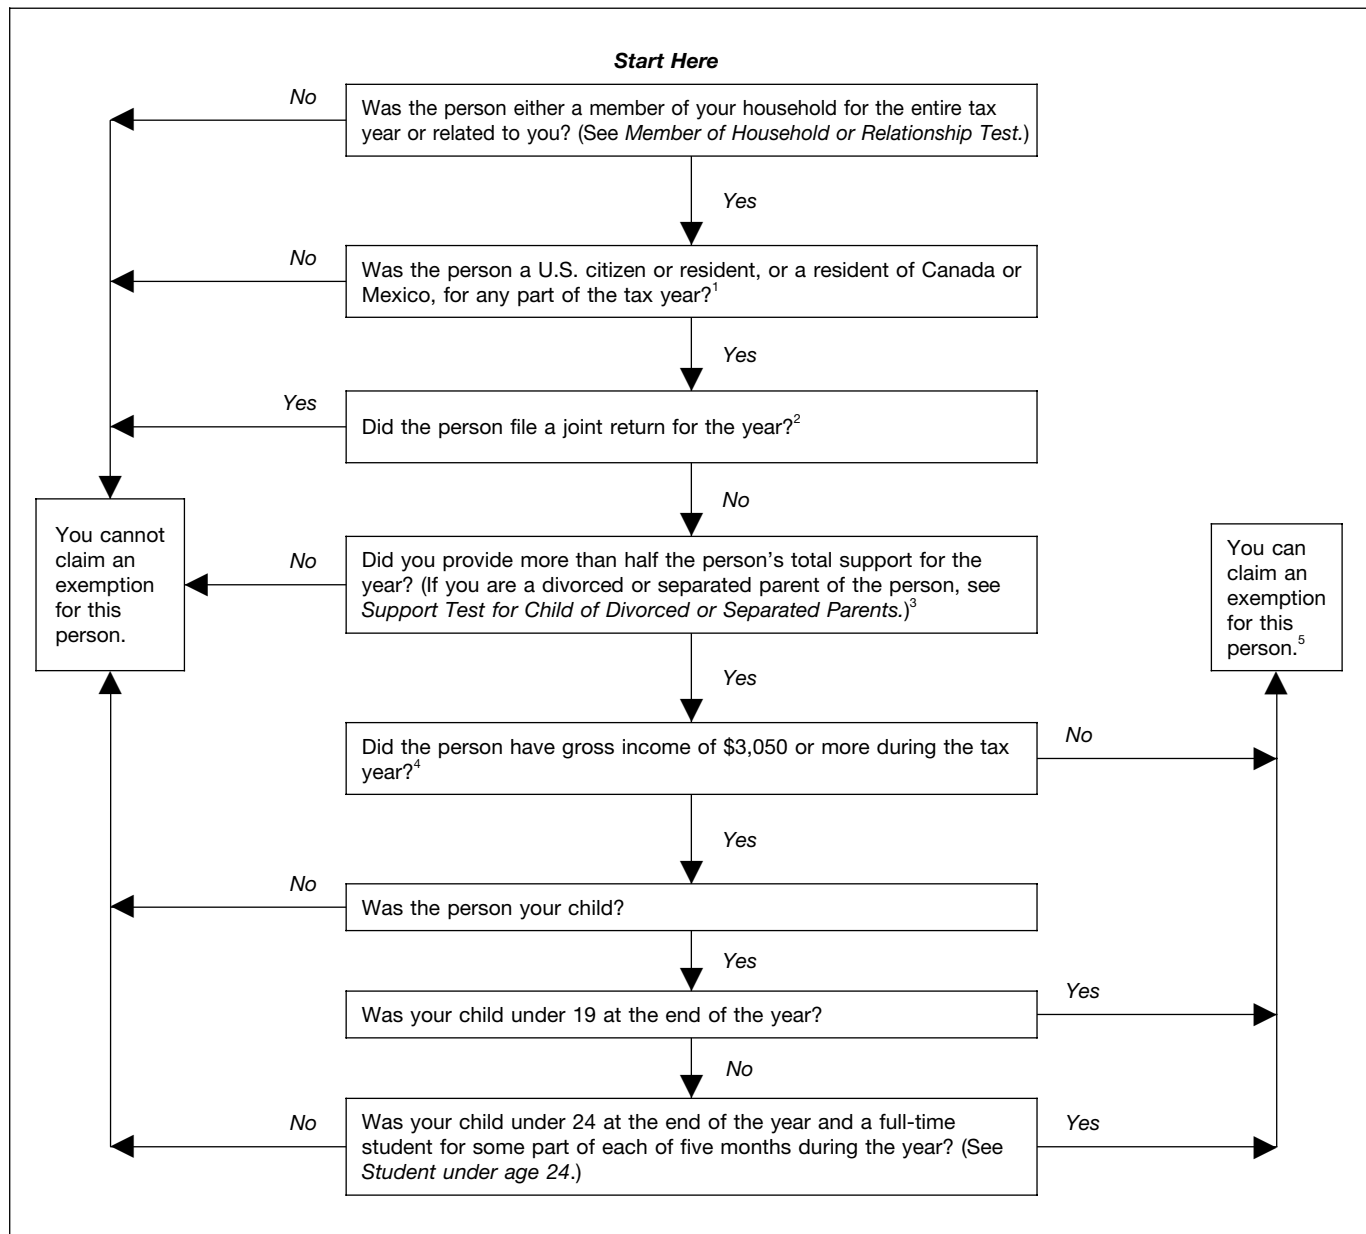 Start Here
No
Was the person either a member of your household for the entire tax
year or related to you? (See Member of Household or Relationship Test.)
Yes
No
Was the person a U.S. citizen or resident, or a resident of Canada or
Mexico, for any part of the tax year?1
Yes
Yes
Did the person file a joint return for the year?2
No
You cannot
claim an
exemption
for this
person.
No
Did you provide more than half the person's total support for the
year? (If you are a divorced or separated parent of the person, see
Support Test for Child of Divorced or Separated Parents.)3
You can
claim an
exemption
for this
person.5
Yes
Did the person have gross income of $3,050 or more during the tax
year?4
No
Yes
No
Was the person your child?
Yes
Was your child under 19 at the end of the year?
Yes
No
No
Was your child under 24 at the end of the year and a full-time
student for some part of each of five months during the year? (See
Student under age 24.)
Yes